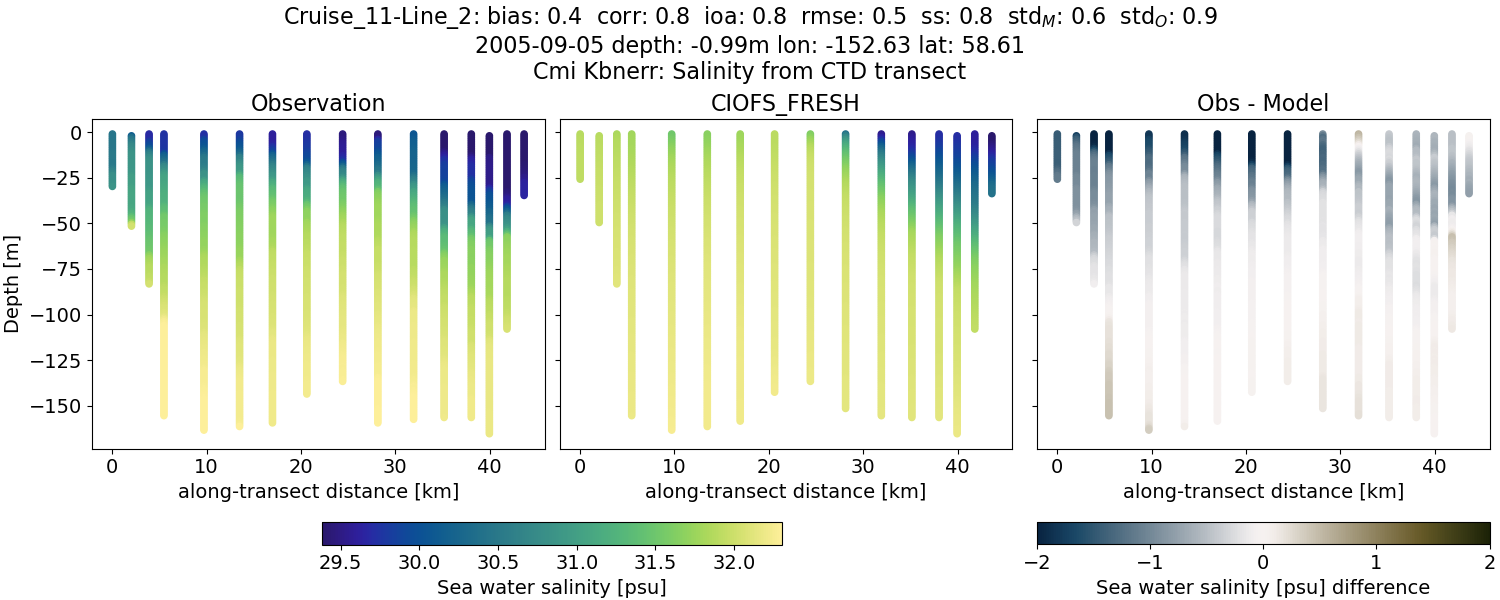 Cruise_11-Line_2: bias: 0.4 corr: 0.8 ioa: 0.8 rmse: 0.5 ss: 0.8 std_M: 0.6 std_O: 0.9
2005-09-05 depth: -0.99m lon: -152.63 lat: 58.61
Cmi Kbnerr: Salinity from CTD transect
Observation
CIOFS_FRESH
Obs - Model
Depth [m]
0
−25
−50
−75
−100
−125
−150
0 10 20 30 40
0 10 20 30 40
0 10 20 30 40
along-transect distance [km]
along-transect distance [km]
along-transect distance [km]
29.5 30.0 30.5 31.0 31.5 32.0
Sea water salinity [psu]
−2 −1 0 1 2
Sea water salinity [psu] difference